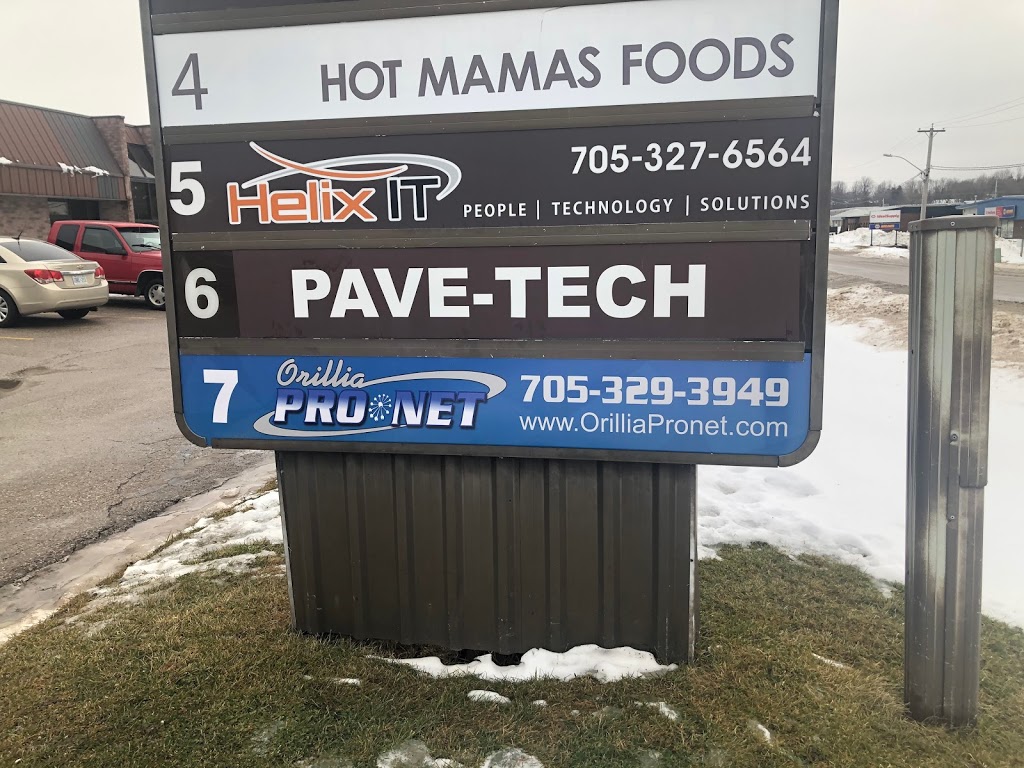 4 HOT MAMAS FOODS
5 Helix IT 705-327-6564
PEOPLE | TECHNOLOGY | SOLUTIONS
6 PAVE-TECH
7 Orillia PRO NET 705-329-3949
www.OrilliaPronet.com